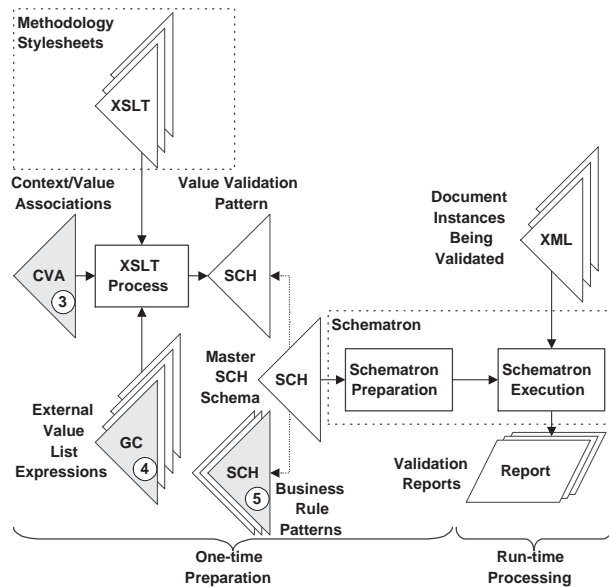 Methodology
Stylesheets
XSLT
Context/Value
Associations
Value Validation
Pattern
Document
Instances
Being
Validated
XML
CVA
3
XSLT
Process
SCH
Schematron
Master
SCH
Schema
SCH
Schematron
Preparation
Schematron
Execution
External
Value
List
Expressions
GC
4
SCH
5
Business
Rule
Patterns
Validation
Reports
Report
One-time
Preparation
Run-time
Processing